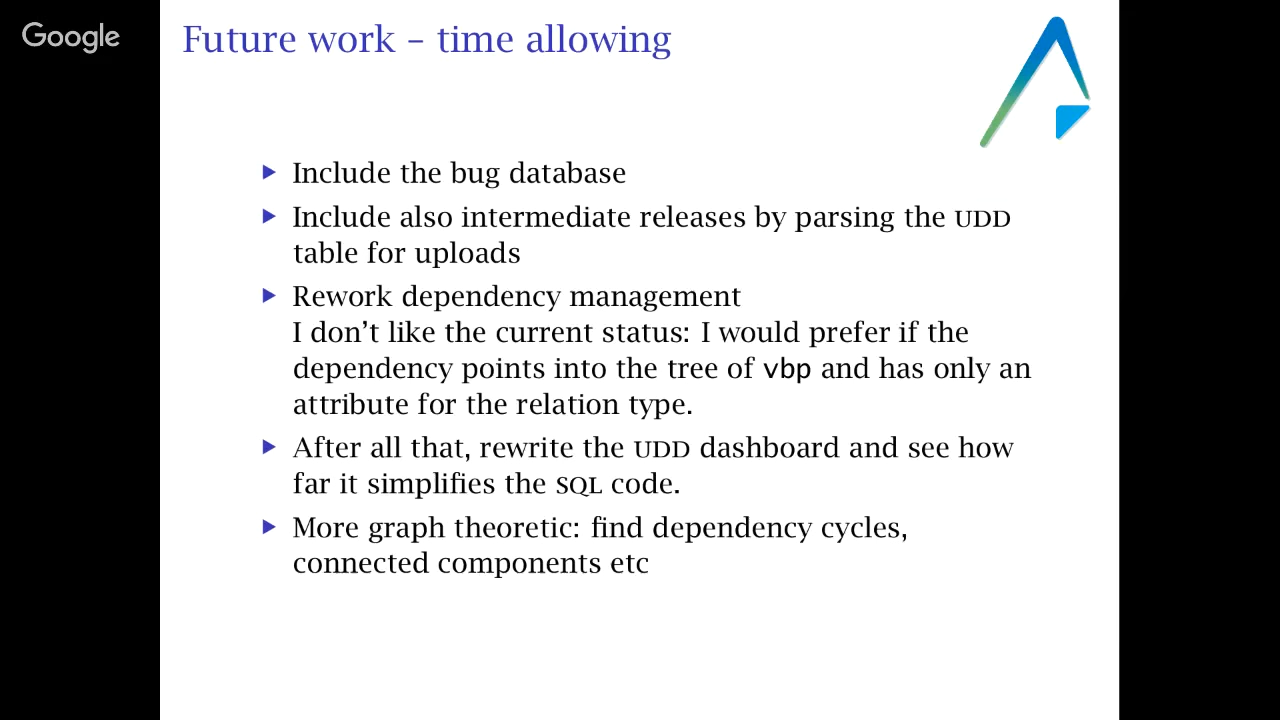 Google
Future work – time allowing
Include the bug database
Include also intermediate releases by parsing the UDD
table for uploads
Rework dependency management
I don’t like the current status: I would prefer if the
dependency points into the tree of vbp and has only an
attribute for the relation type.
After all that, rewrite the UDD dashboard and see how
far it simplifies the SQL code.
More graph theoretic: find dependency cycles,
connected components etc